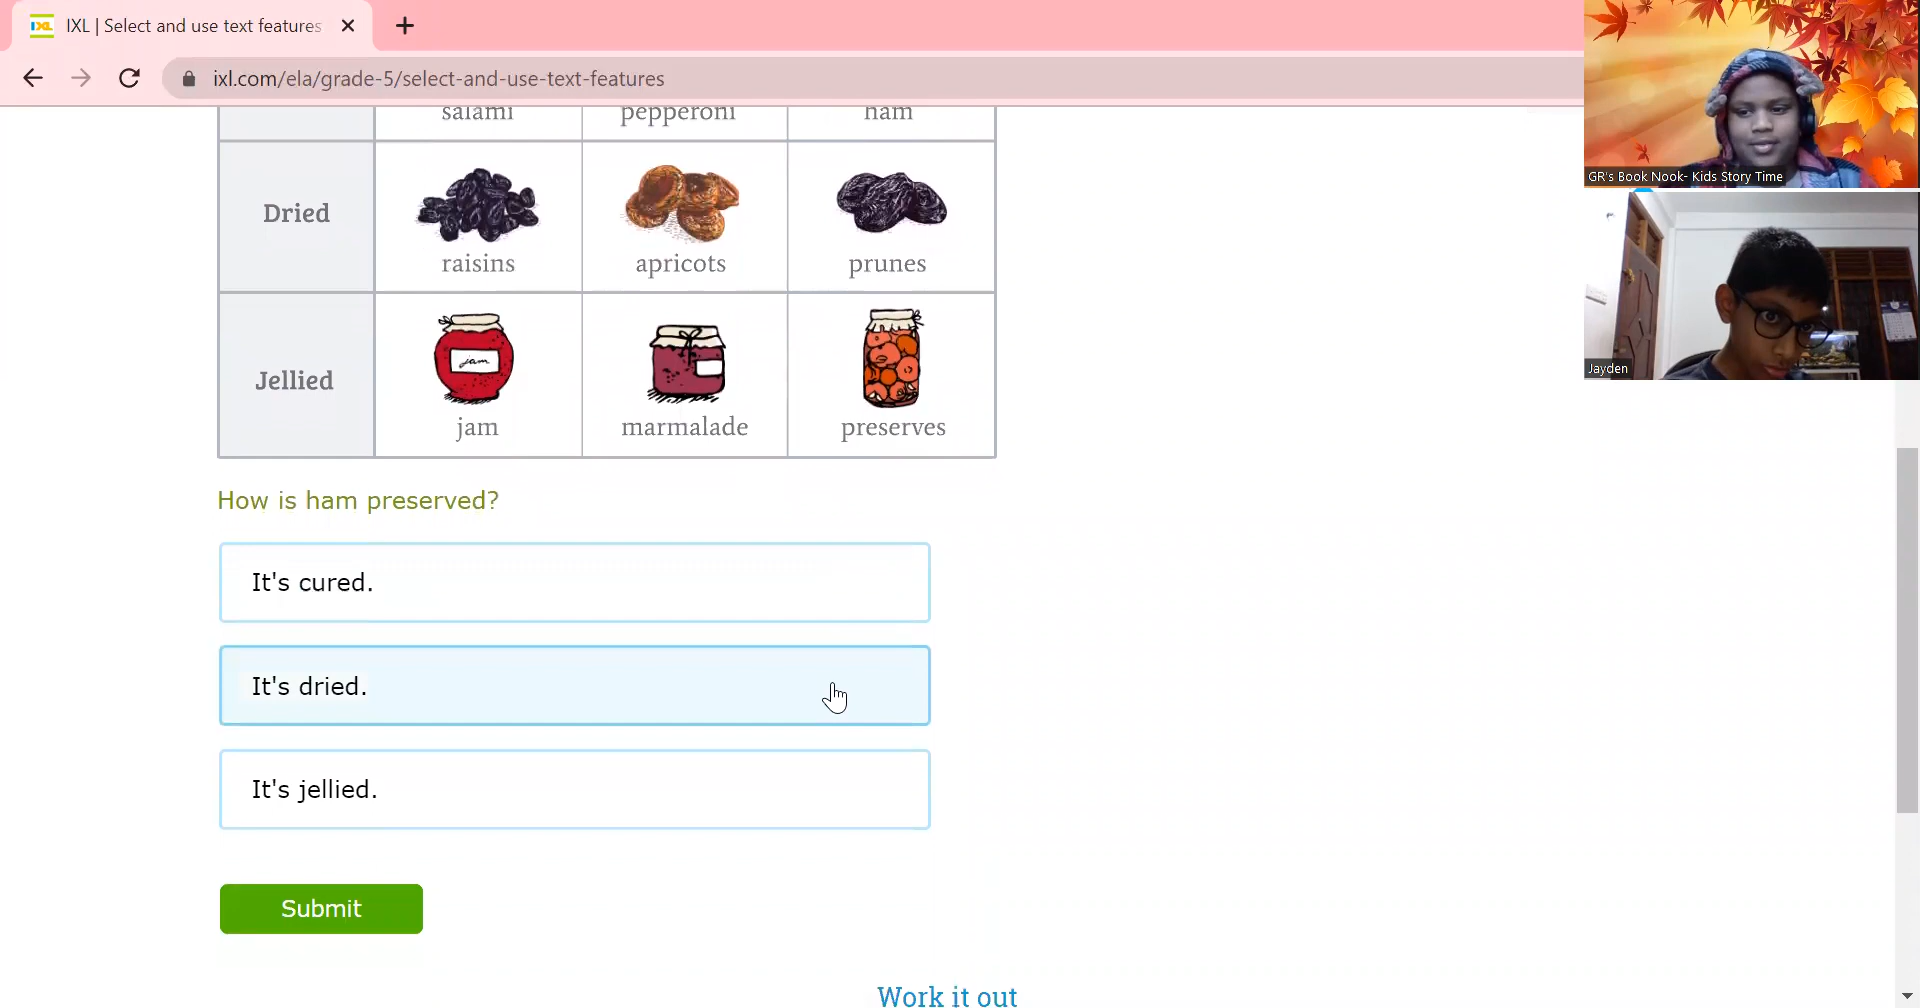 IXL | Select and use text features
ixl.com/ela/grade-5/select-and-use-text-features
GR's Book Nook- Kids Story Time
Jayden
salami pepperoni ham
Dried
raisins apricots prunes
Jellied
jam
jam marmalade preserves
How is ham preserved?
It's cured.
It's dried.
It's jellied.
Submit
Work it out